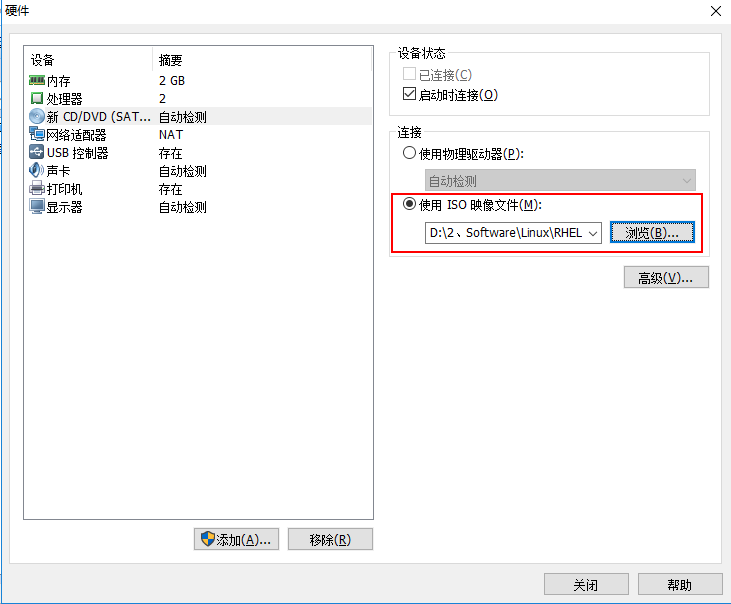 硬件
设备 摘要
内存 2 GB
处理器 2
新 CD/DVD (SAT... 自动检测
网络适配器 NAT
USB 控制器 存在
声卡 自动检测
打印机 存在
显示器 自动检测
添加(A)... 移除(R)
设备状态
已连接(C)
启动时连接(O)
连接
使用物理驱动器(P):
自动检测
使用 ISO 映像文件(M):
D:\2、Software\Linux\RHEL 浏览(B)...
高级(V)...
关闭 帮助